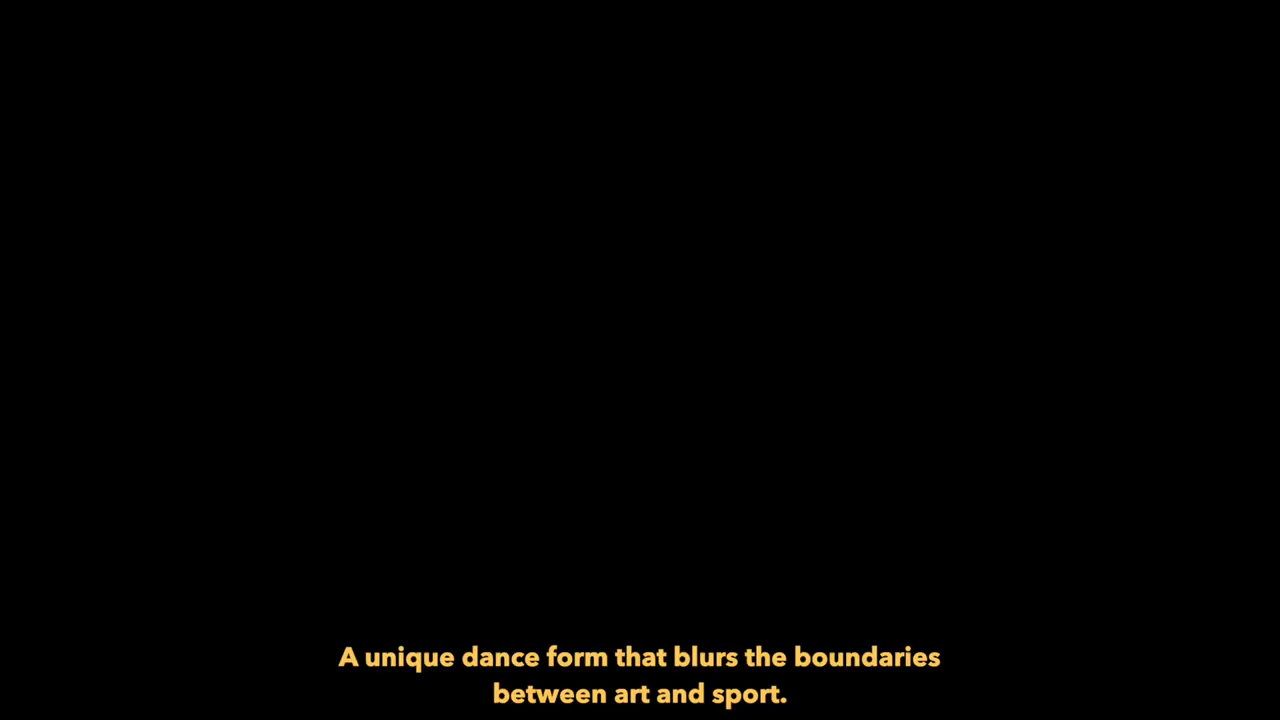 A unique dance form that blurs the boundaries
between art and sport.